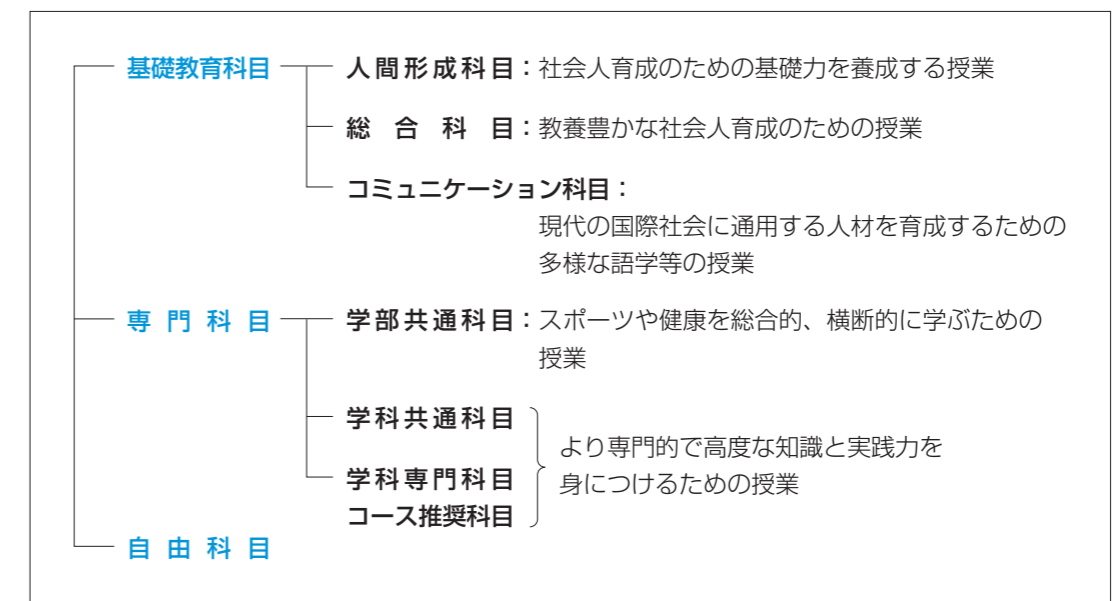 基礎教育科目 人間形成科目：社会人育成のための基礎力を養成する授業
総合科目：教養豊かな社会人育成のための授業
コミュニケーション科目：
現代の国際社会に通用する人材を育成するための
多様な語学等の授業
専門科目 学部共通科目：スポーツや健康を総合的、横断的に学ぶための
授業
学科共通科目
学科専門科目
コース推奨科目
より専門的で高度な知識と実践力を
身につけるための授業
自由科目